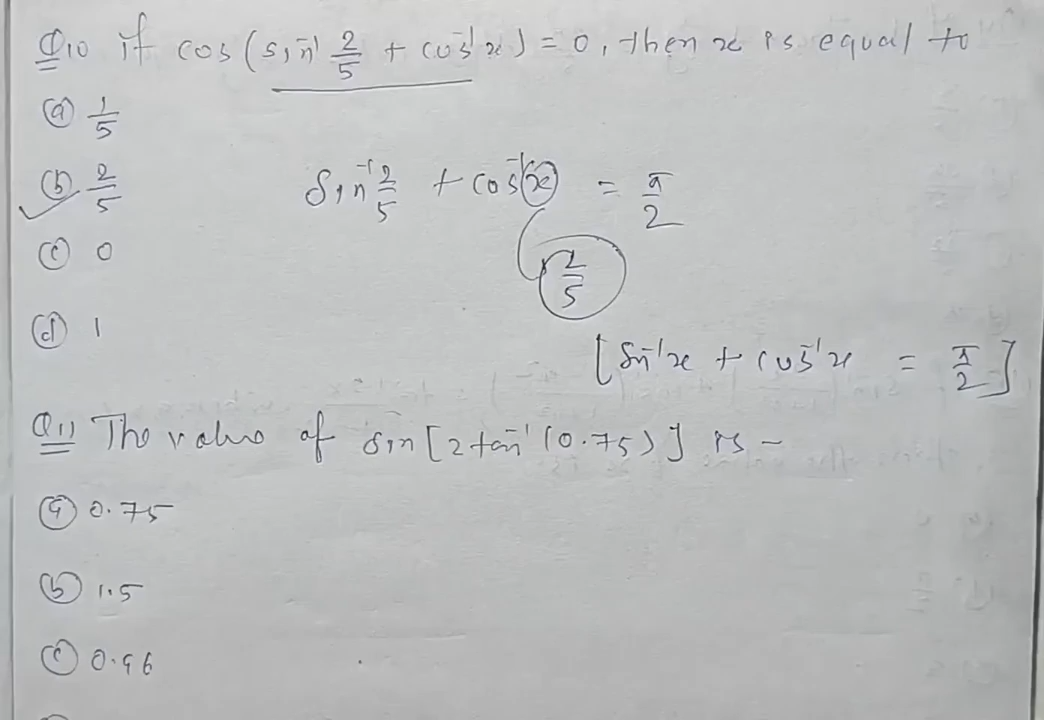 Q10 if cos (sin⁻¹ 2/5 + cos⁻¹x) = 0, then x is equal to
(a) 1/5
(b) 2/5
sin⁻¹ 2/5 + cos⁻¹(x) = π/2
(c) 0
2/5
(d) 1
[sin⁻¹x + cos⁻¹x = π/2]
Q11 The value of sin [2 tan⁻¹ (0.75)] is -
(a) 0.75
(b) 1.5
(c) 0.96